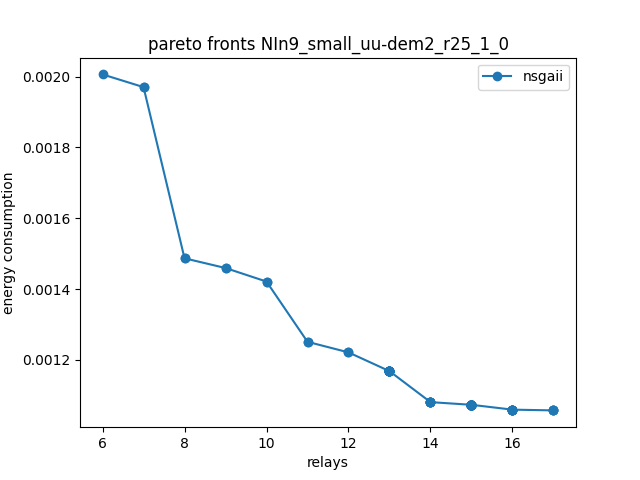 pareto fronts NIn9_small_uu-dem2_r25_1_0
nsgaii
0.0020
0.0018
0.0016
0.0014
0.0012
energy consumption
6 8 10 12 14 16
relays